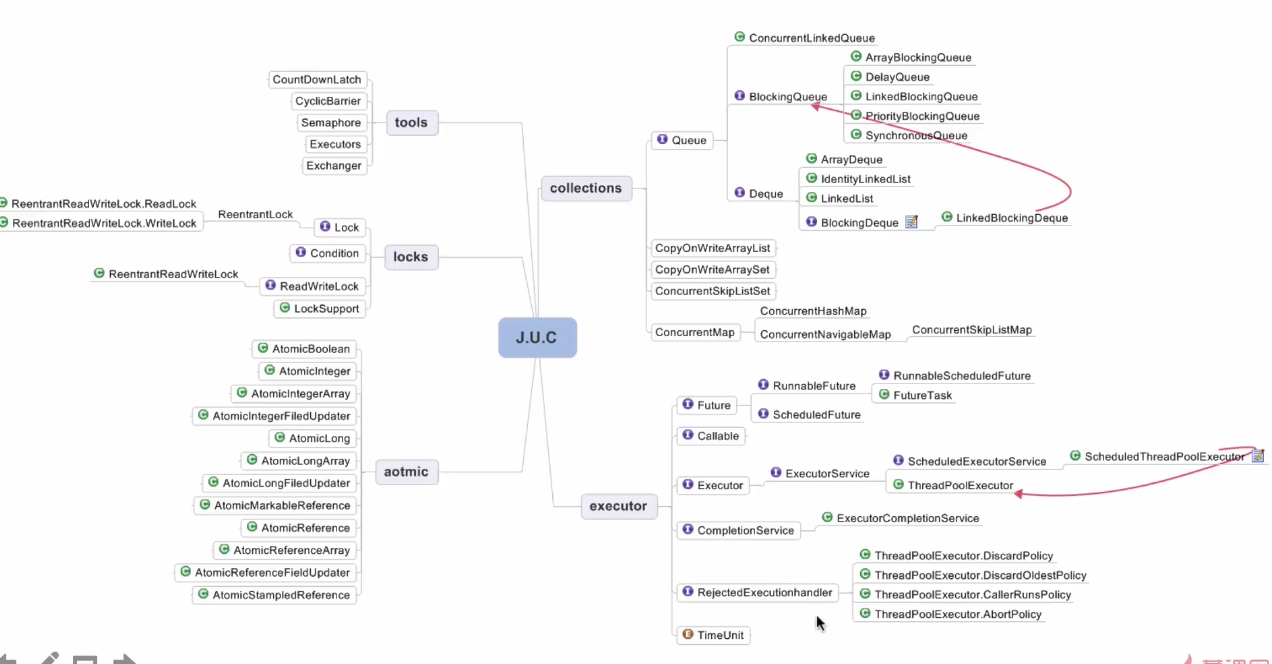 J.U.C
tools
CountDownLatch
CyclicBarrier
Semaphore
Executors
Exchanger
locks
Lock
ReentrantLock
ReentrantReadWriteLock.ReadLock
ReentrantReadWriteLock.WriteLock
Condition
ReadWriteLock
ReentrantReadWriteLock
LockSupport
aotmic
AtomicBoolean
AtomicInteger
AtomicIntegerArray
AtomicIntegerFiledUpdater
AtomicLong
AtomicLongArray
AtomicLongFiledUpdater
AtomicMarkableReference
AtomicReference
AtomicReferenceArray
AtomicReferenceFieldUpdater
AtomicStampledReference
collections
Queue
ConcurrentLinkedQueue
BlockingQueue
ArrayBlockingQueue
DelayQueue
LinkedBlockingQueue
PriorityBlockingQueue
SynchronousQueue
Deque
ArrayDeque
IdentityLinkedList
LinkedList
BlockingDeque
LinkedBlockingDeque
CopyOnWriteArrayList
CopyOnWriteArraySet
ConcurrentSkipListSet
ConcurrentMap
ConcurrentHashMap
ConcurrentNavigableMap
ConcurrentSkipListMap
executor
Future
RunnableFuture
RunnableScheduledFuture
FutureTask
ScheduledFuture
Callable
Executor
ExecutorService
ScheduledExecutorService
ScheduledThreadPoolExecutor
ThreadPoolExecutor
CompletionService
ExecutorCompletionService
RejectedExecutionhandler
ThreadPoolExecutor.DiscardPolicy
ThreadPoolExecutor.DiscardOldestPolicy
ThreadPoolExecutor.CallerRunsPolicy
ThreadPoolExecutor.AbortPolicy
TimeUnit